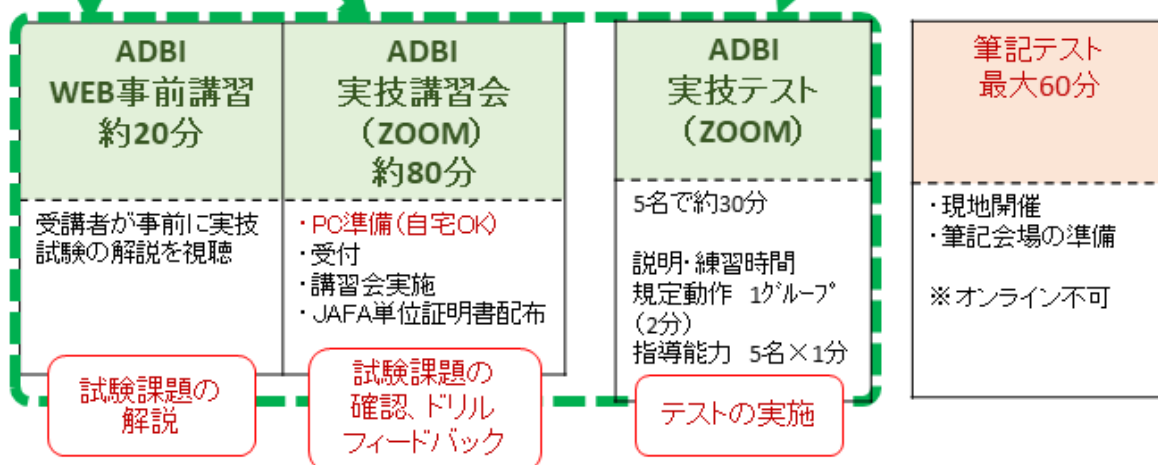 ADBI
WEB事前講習
約20分
受講者が事前に実技
試験の解説を視聴
試験課題の
解説
ADBI
実技講習会
（ZOOM）
約80分
・PC準備（自宅OK）
・受付
・講習会実施
・JAFA単位証明書配布
試験課題の
確認、ドリル
フィードバック
ADBI
実技テスト
（ZOOM）
5名で約30分
説明・練習時間
規定動作 1ｸﾞﾙｰﾌﾟ
（2分）
指導能力 5名×1分
テストの実施
筆記テスト
最大60分
・現地開催
・筆記会場の準備
※オンライン不可